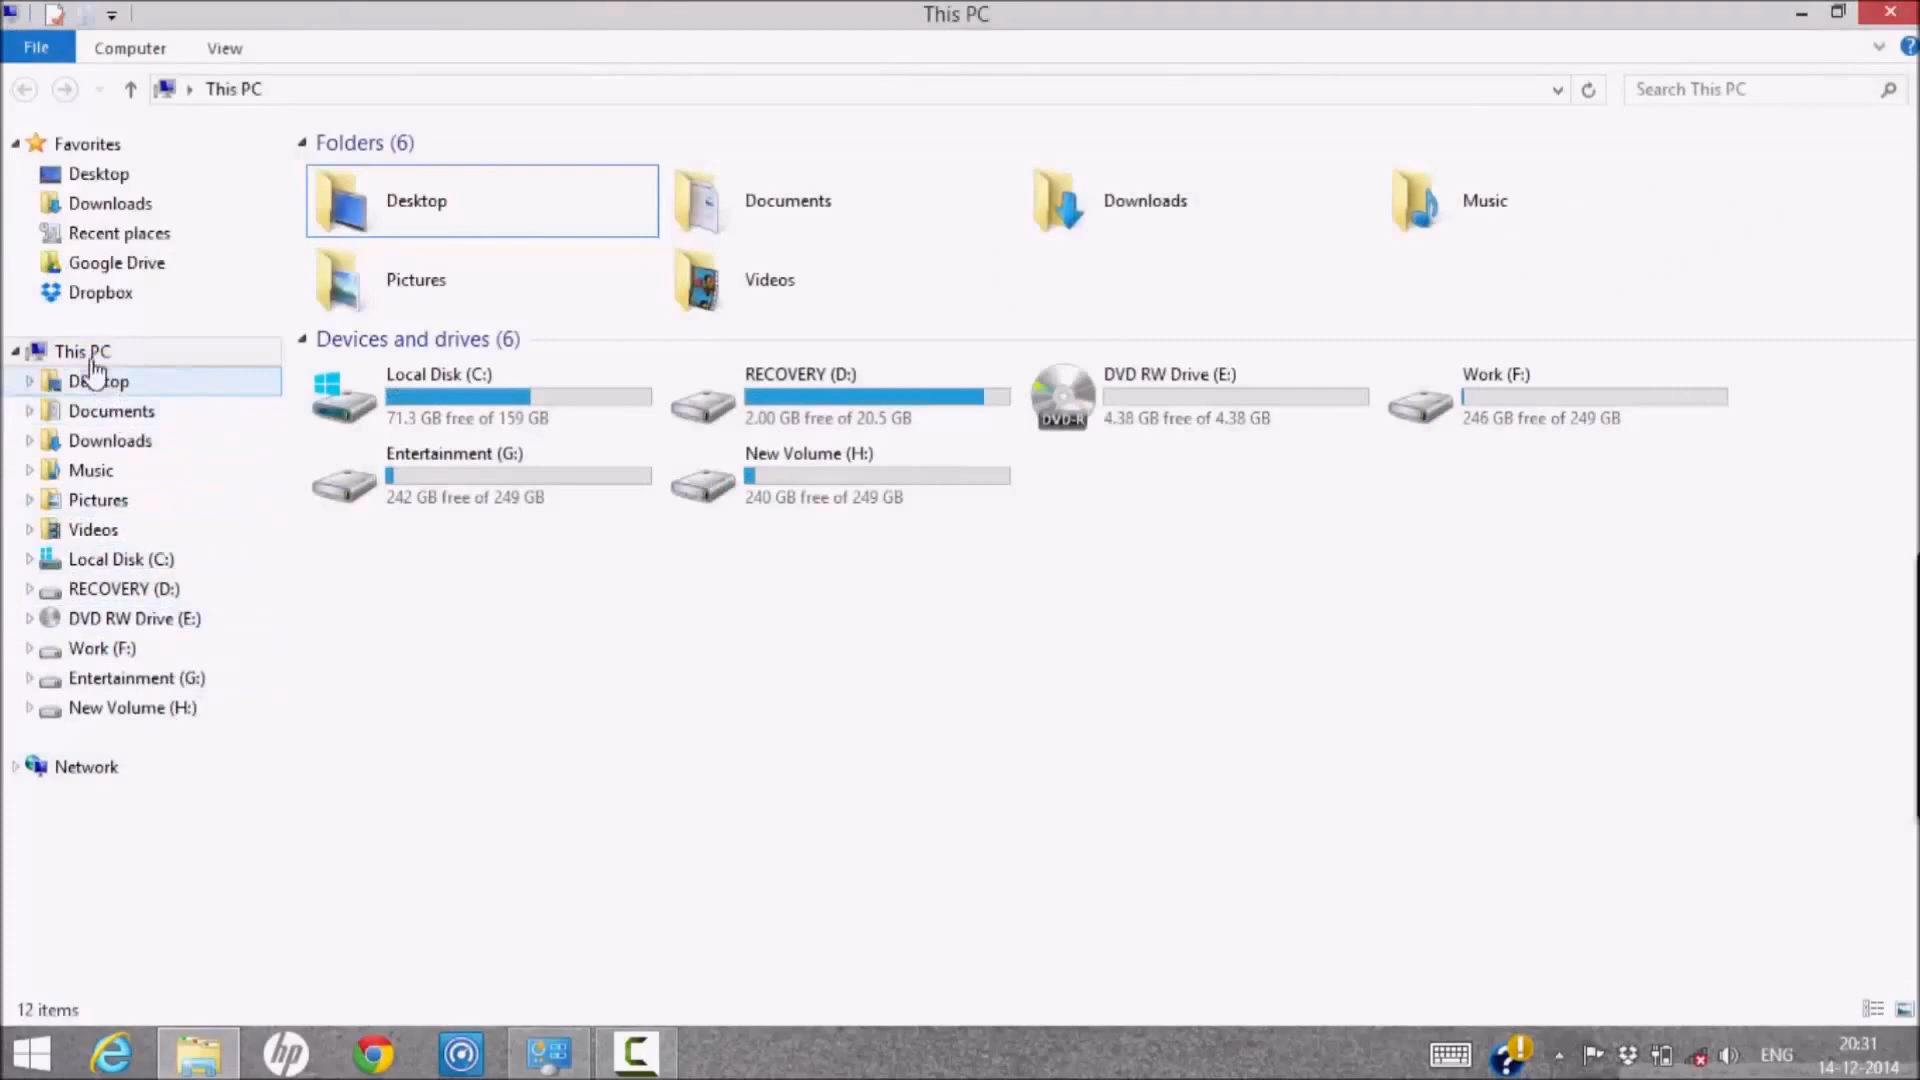 This PC
File
Computer
View
This PC
Search This PC
Favorites
Desktop
Downloads
Recent places
Google Drive
Dropbox
This PC
Desktop
Documents
Downloads
Music
Pictures
Videos
Local Disk (C:)
RECOVERY (D:)
DVD RW Drive (E:)
Work (F:)
Entertainment (G:)
New Volume (H:)
Network
Folders (6)
Desktop
Documents
Downloads
Music
Pictures
Videos
Devices and drives (6)
Local Disk (C:)
71.3 GB free of 159 GB
RECOVERY (D:)
2.00 GB free of 20.5 GB
DVD-R
DVD RW Drive (E:)
4.38 GB free of 4.38 GB
Work (F:)
246 GB free of 249 GB
Entertainment (G:)
242 GB free of 249 GB
New Volume (H:)
240 GB free of 249 GB
12 items
hp
ENG
20:31
14-12-2014